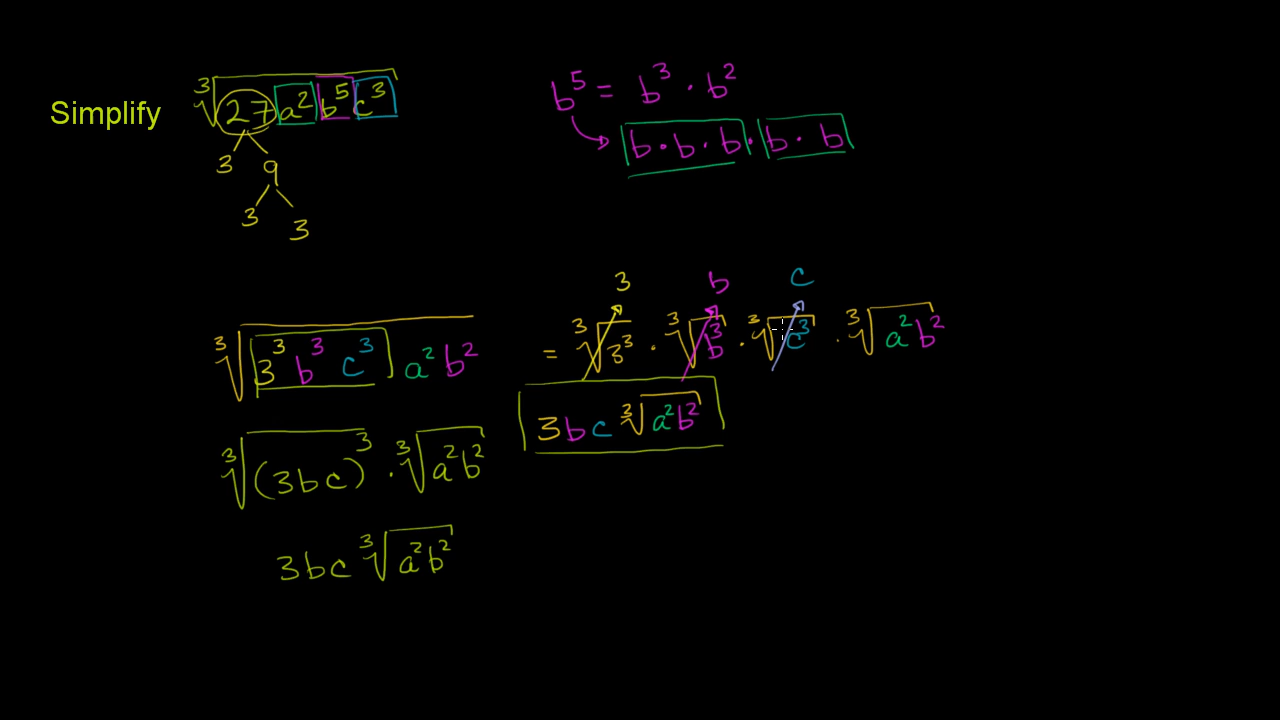 Simplify ∛(27a²b⁵c³)
3 9
3 3
b⁵ = b³ · b²
b · b · b · b · b
∛(3³b³c³ a²b²)
3 b c
= ∛(3³) · ∛(b³) · ∛(c³) · ∛(a²b²)
3bc ∛(a²b²)
∛((3bc)³) · ∛(a²b²)
3bc ∛(a²b²)